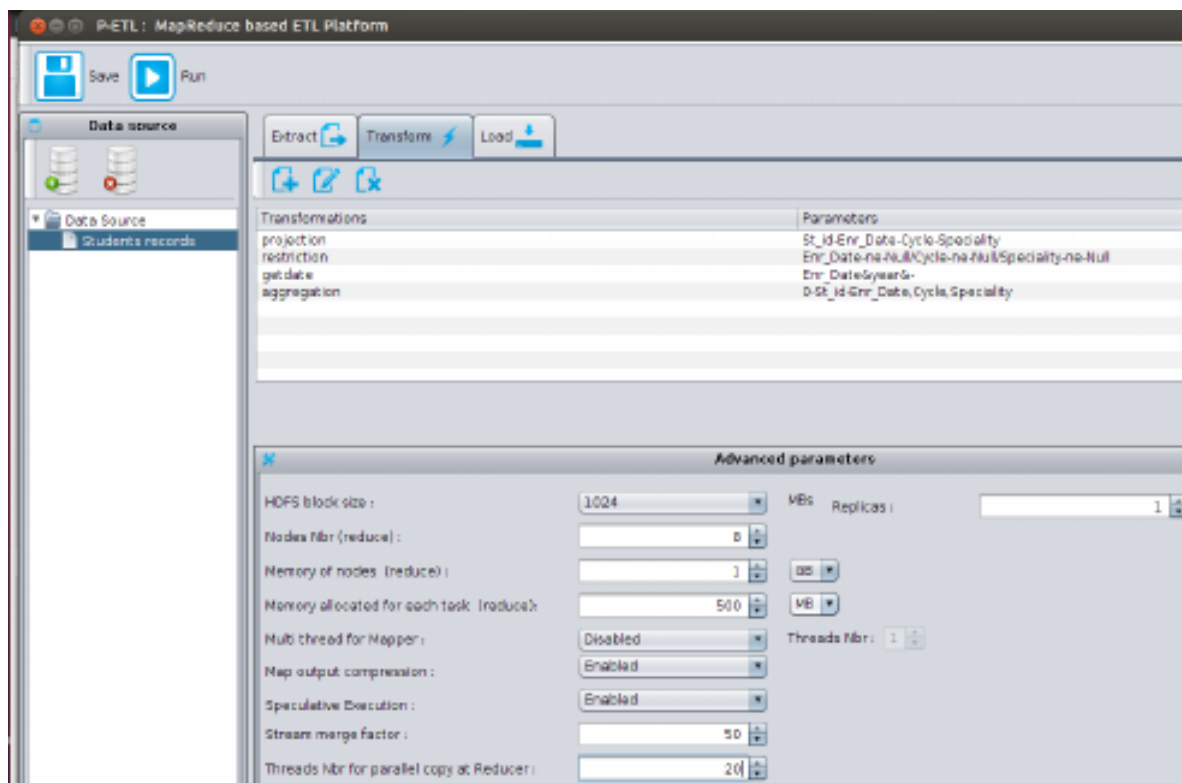 P-ETL : MapReduce based ETL Platform
Save Run
Data source
Extract Transform Load
Data Source
Students records
Transformations Parameters
projection St_id-Enr_Date-Cycle-Speciality
restriction Enr_Date-ne-Null/Cycle-ne-Null/Speciality-ne-Null
getdate Enr_Date&year&-
aggregation 0-St_id-Enr_Date,Cycle,Speciality
Advanced parameters
HDFS block size : 1024 MBs Replicas : 1
Nodes Nbr (reduce) : 8
Memory of nodes (reduce) : 1 GB
Memory allocated for each task (reduce): 500 MB
Multi thread for Mapper : Disabled Threads Nbr: 1
Map output compression : Enabled
Speculative Execution : Enabled
Stream merge factor : 50
Threads Nbr for parallel copy at Reducer: 20